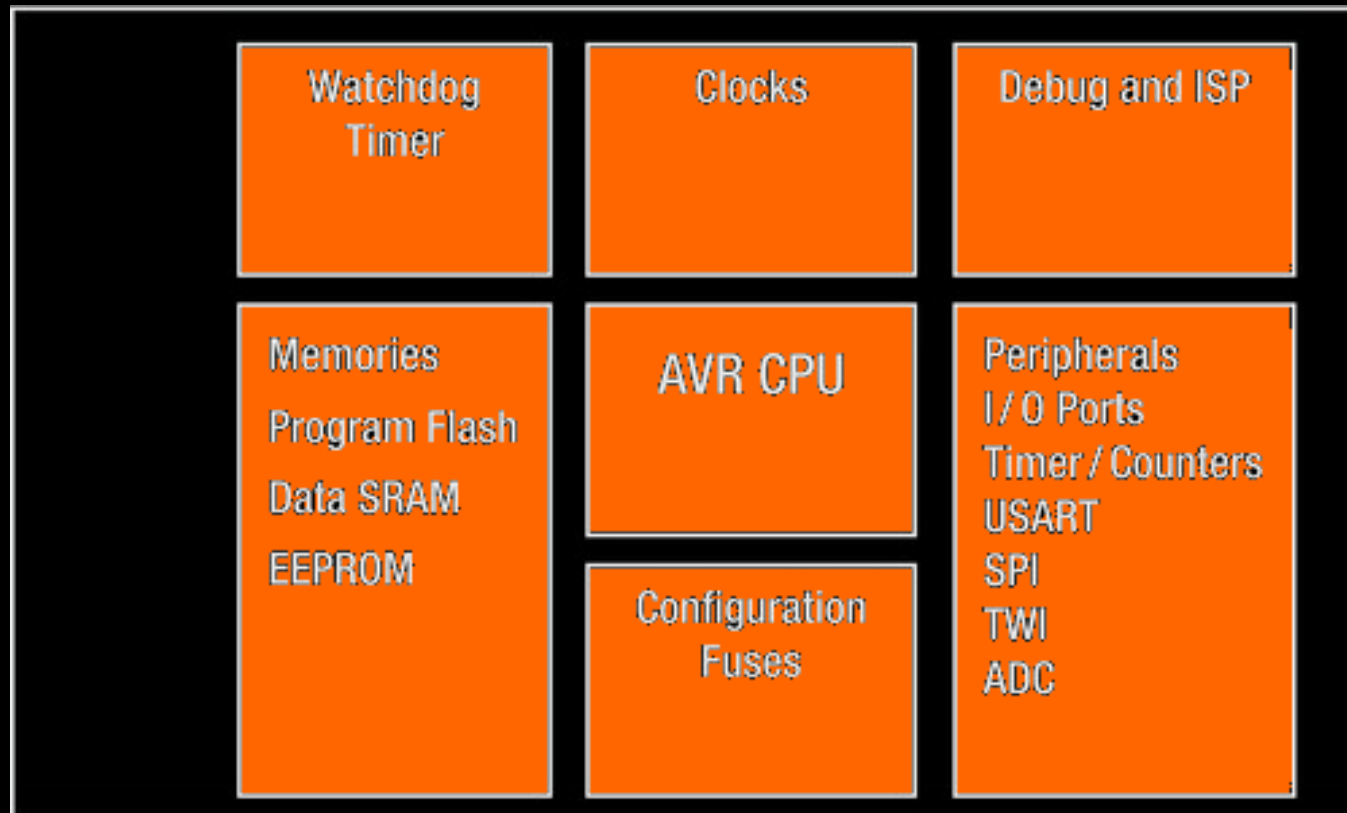 Watchdog
Timer
Clocks
Debug and ISP
Memories
Program Flash
Data SRAM
EEPROM
AVR CPU
Configuration
Fuses
Peripherals
I/O Ports
Timer/Counters
USART
SPI
TWI
ADC